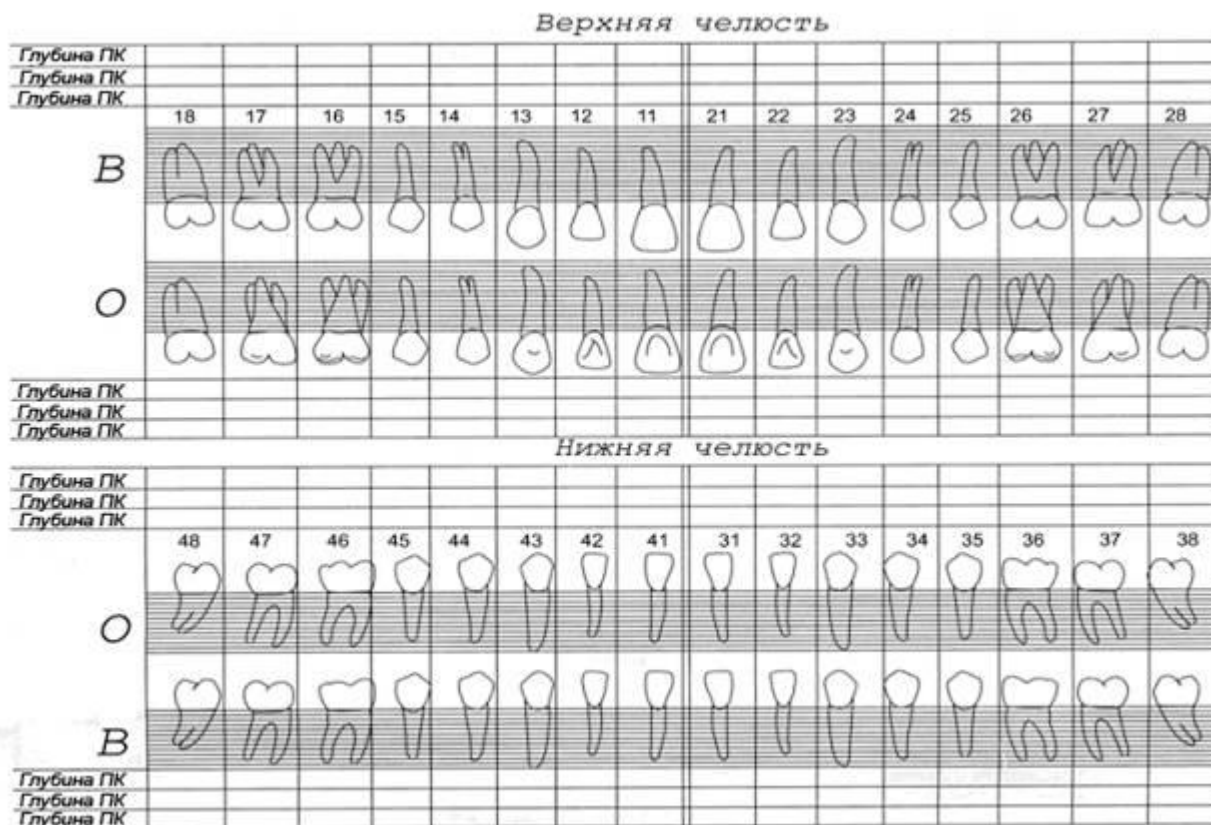 Верхняя челюсть
Глубина ПК
Глубина ПК
Глубина ПК
18 17 16 15 14 13 12 11 21 22 23 24 25 26 27 28
В
О
Глубина ПК
Глубина ПК
Глубина ПК
Нижняя челюсть
Глубина ПК
Глубина ПК
Глубина ПК
48 47 46 45 44 43 42 41 31 32 33 34 35 36 37 38
О
В
Глубина ПК
Глубина ПК
Глубина ПК